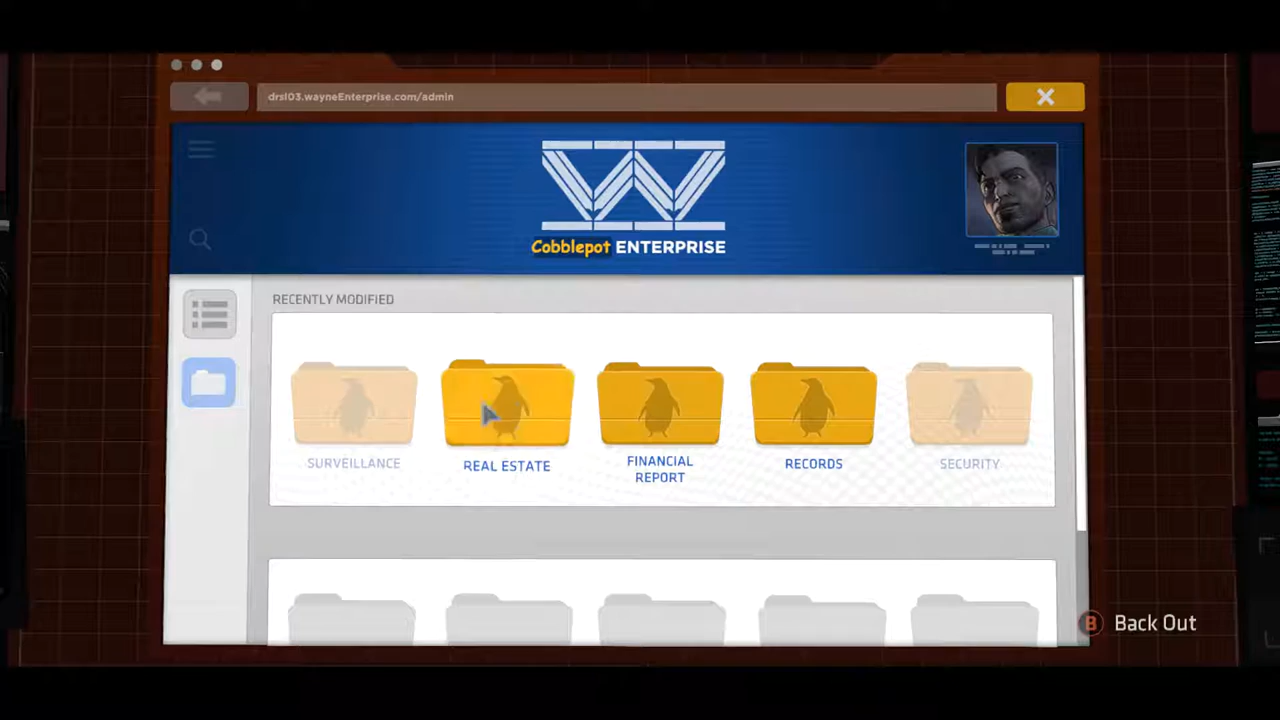 drsl03.wayneEnterprise.com/admin
Cobblepot ENTERPRISE
RECENTLY MODIFIED
SURVEILLANCE
REAL ESTATE
FINANCIAL
REPORT
RECORDS
SECURITY
B Back Out